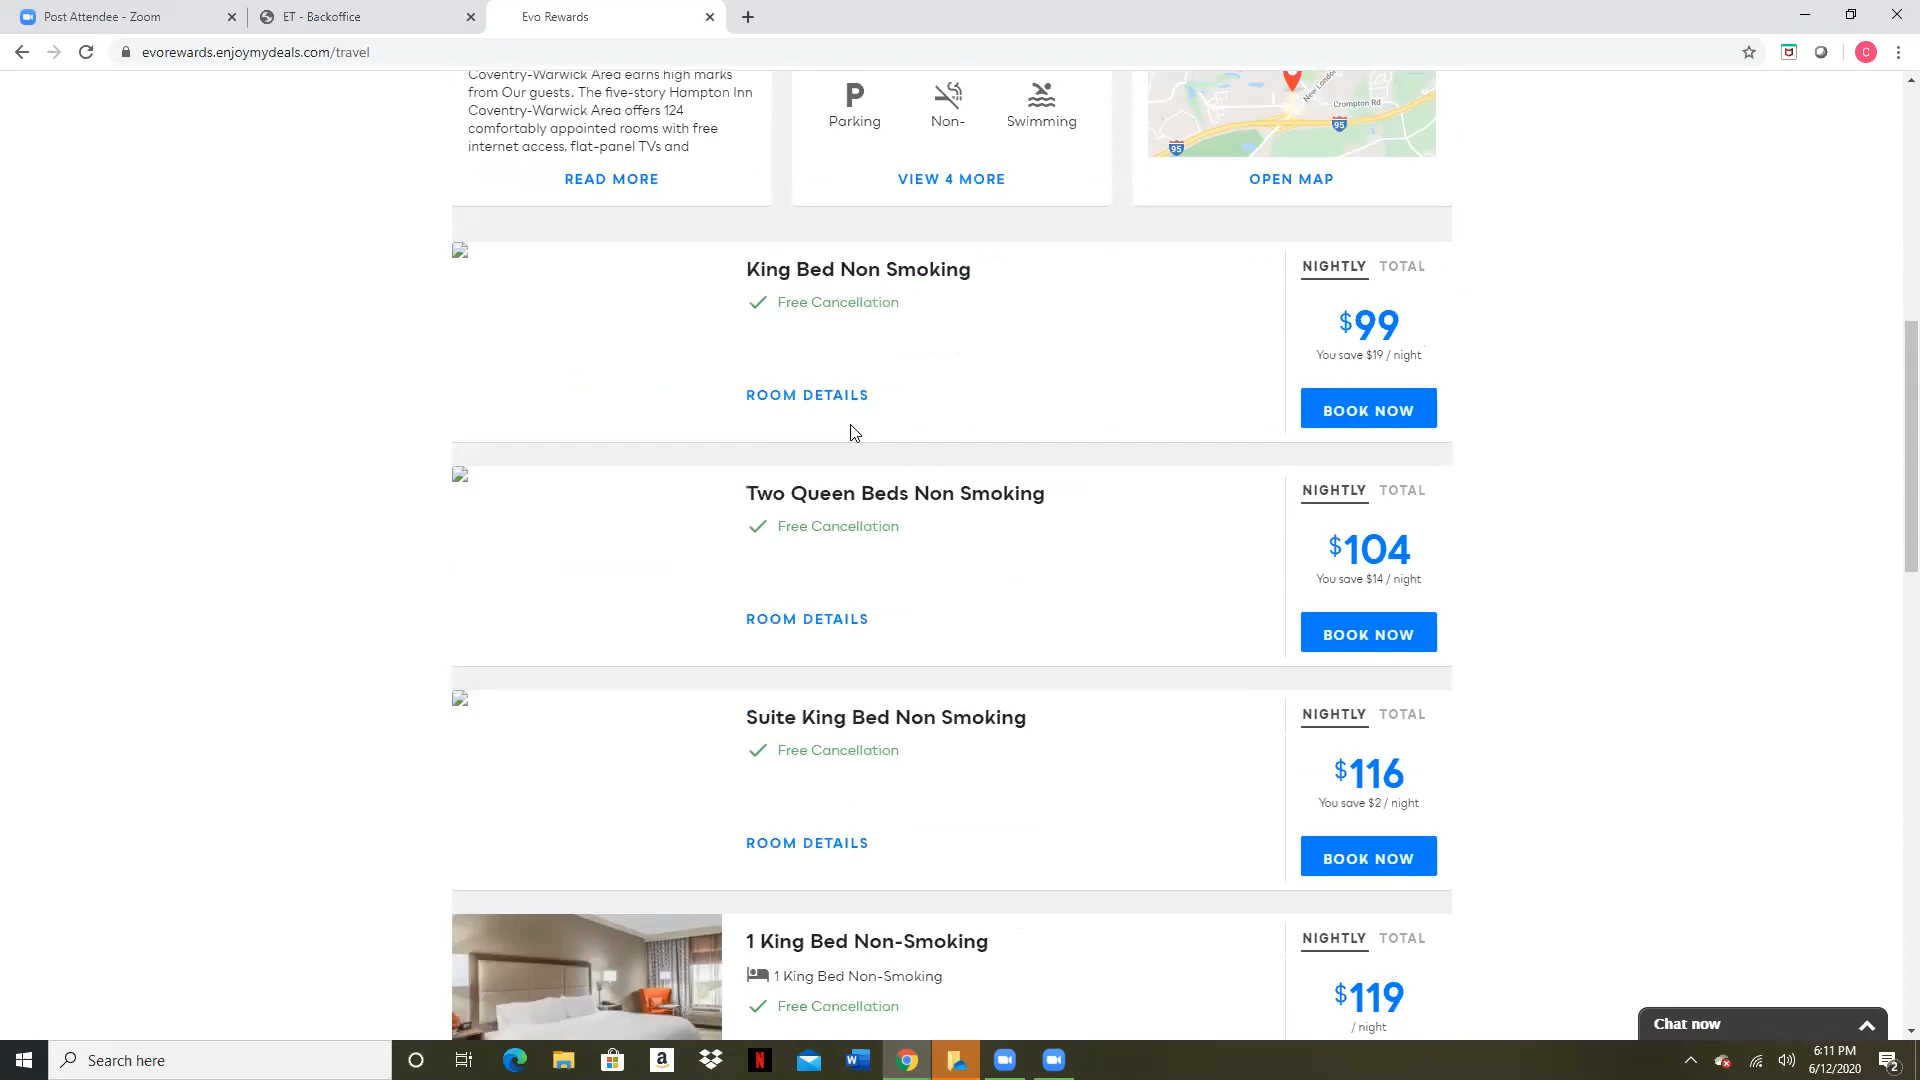 Post Attendee - Zoom
ET - Backoffice
Evo Rewards
evorewards.enjoymydeals.com/travel
C
Coventry-Warwick Area earns high marks
from Our guests. The five-story Hampton Inn
Coventry-Warwick Area offers 124
comfortably appointed rooms with free
internet access, flat-panel TVs and
READ MORE
P
Parking
Non-
Swimming
VIEW 4 MORE
New London
Crompton Rd
95
95
OPEN MAP
King Bed Non Smoking
Free Cancellation
ROOM DETAILS
NIGHTLY TOTAL
$99
You save $19 / night
BOOK NOW
Two Queen Beds Non Smoking
Free Cancellation
ROOM DETAILS
NIGHTLY TOTAL
$104
You save $14 / night
BOOK NOW
Suite King Bed Non Smoking
Free Cancellation
ROOM DETAILS
NIGHTLY TOTAL
$116
You save $2 / night
BOOK NOW
1 King Bed Non-Smoking
1 King Bed Non-Smoking
Free Cancellation
NIGHTLY TOTAL
$119
/ night
Chat now
Search here
a
N
W
6:11 PM
6/12/2020
2